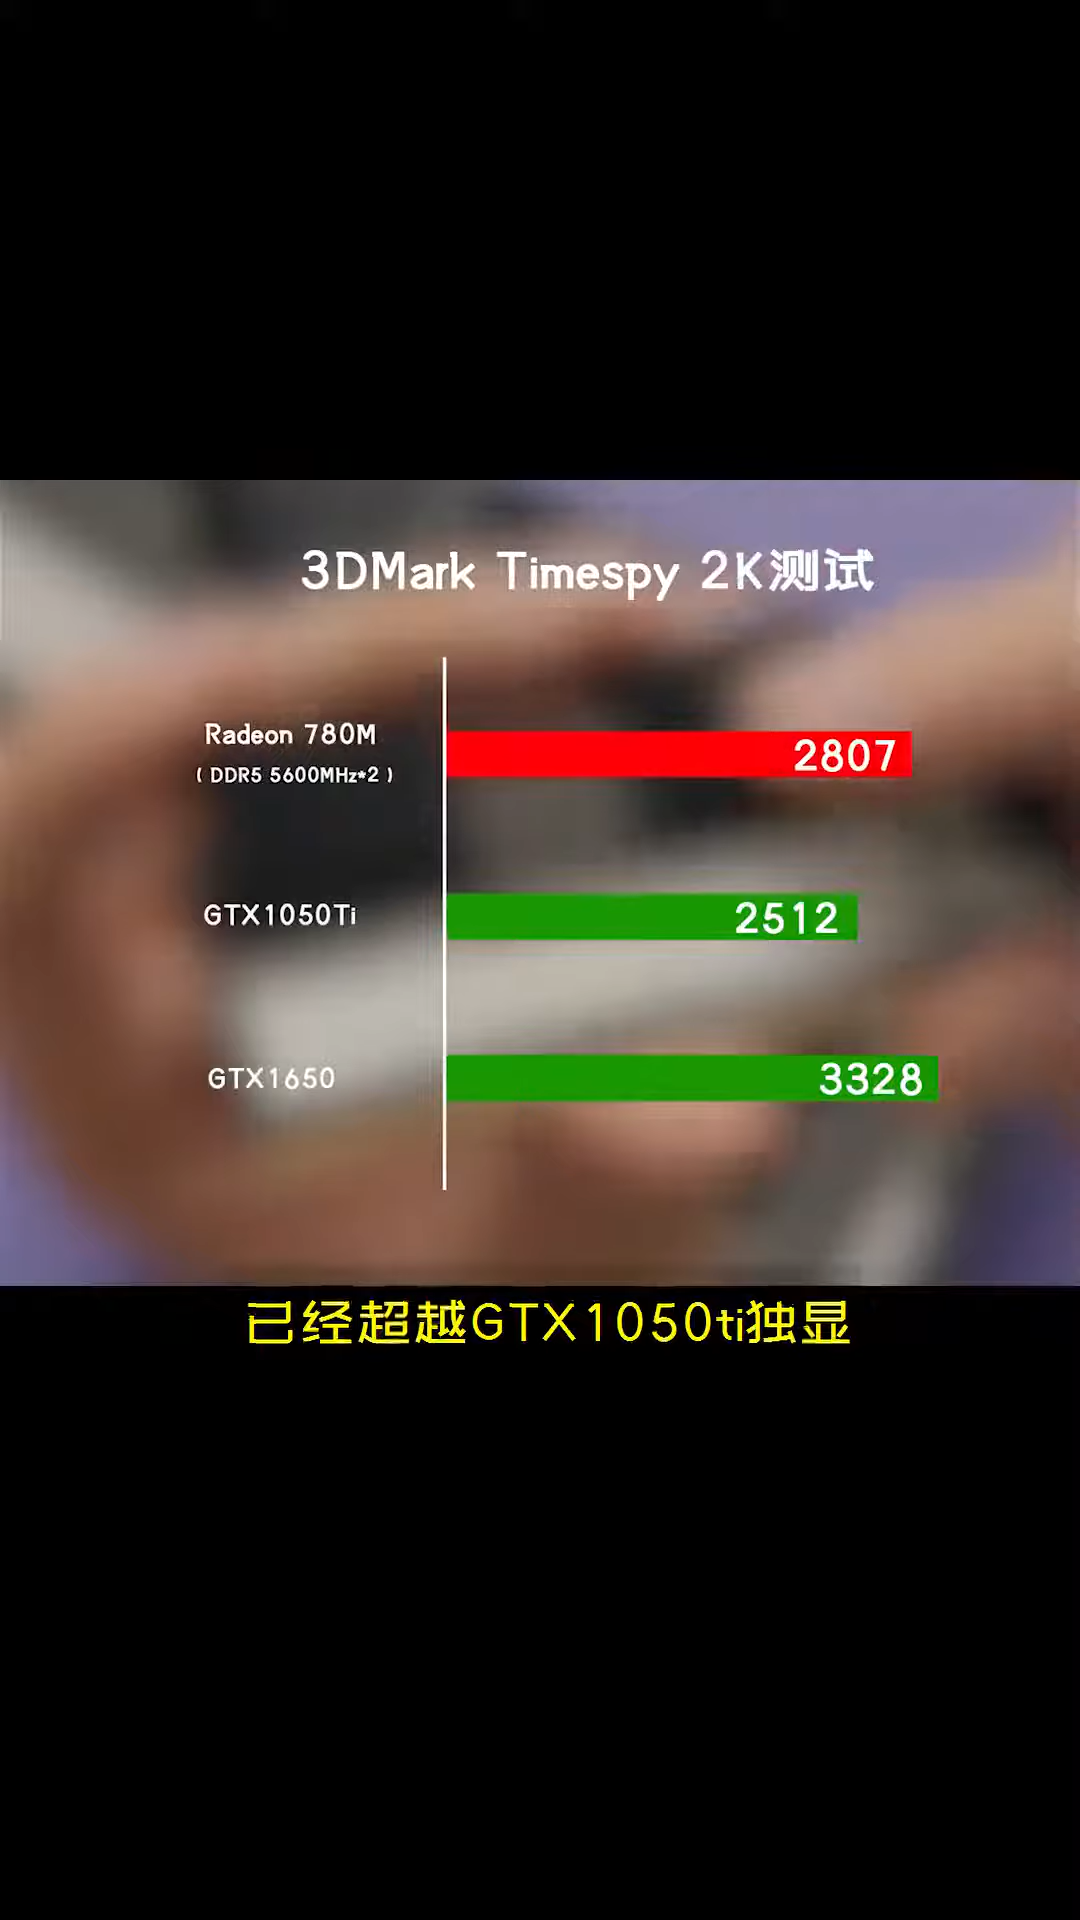 3DMark Timespy 2K测试
Radeon 780M
2807
( DDR5 5600MHz*2 )
GTX1050Ti
2512
GTX1650
3328
已经超越GTX1050ti独显